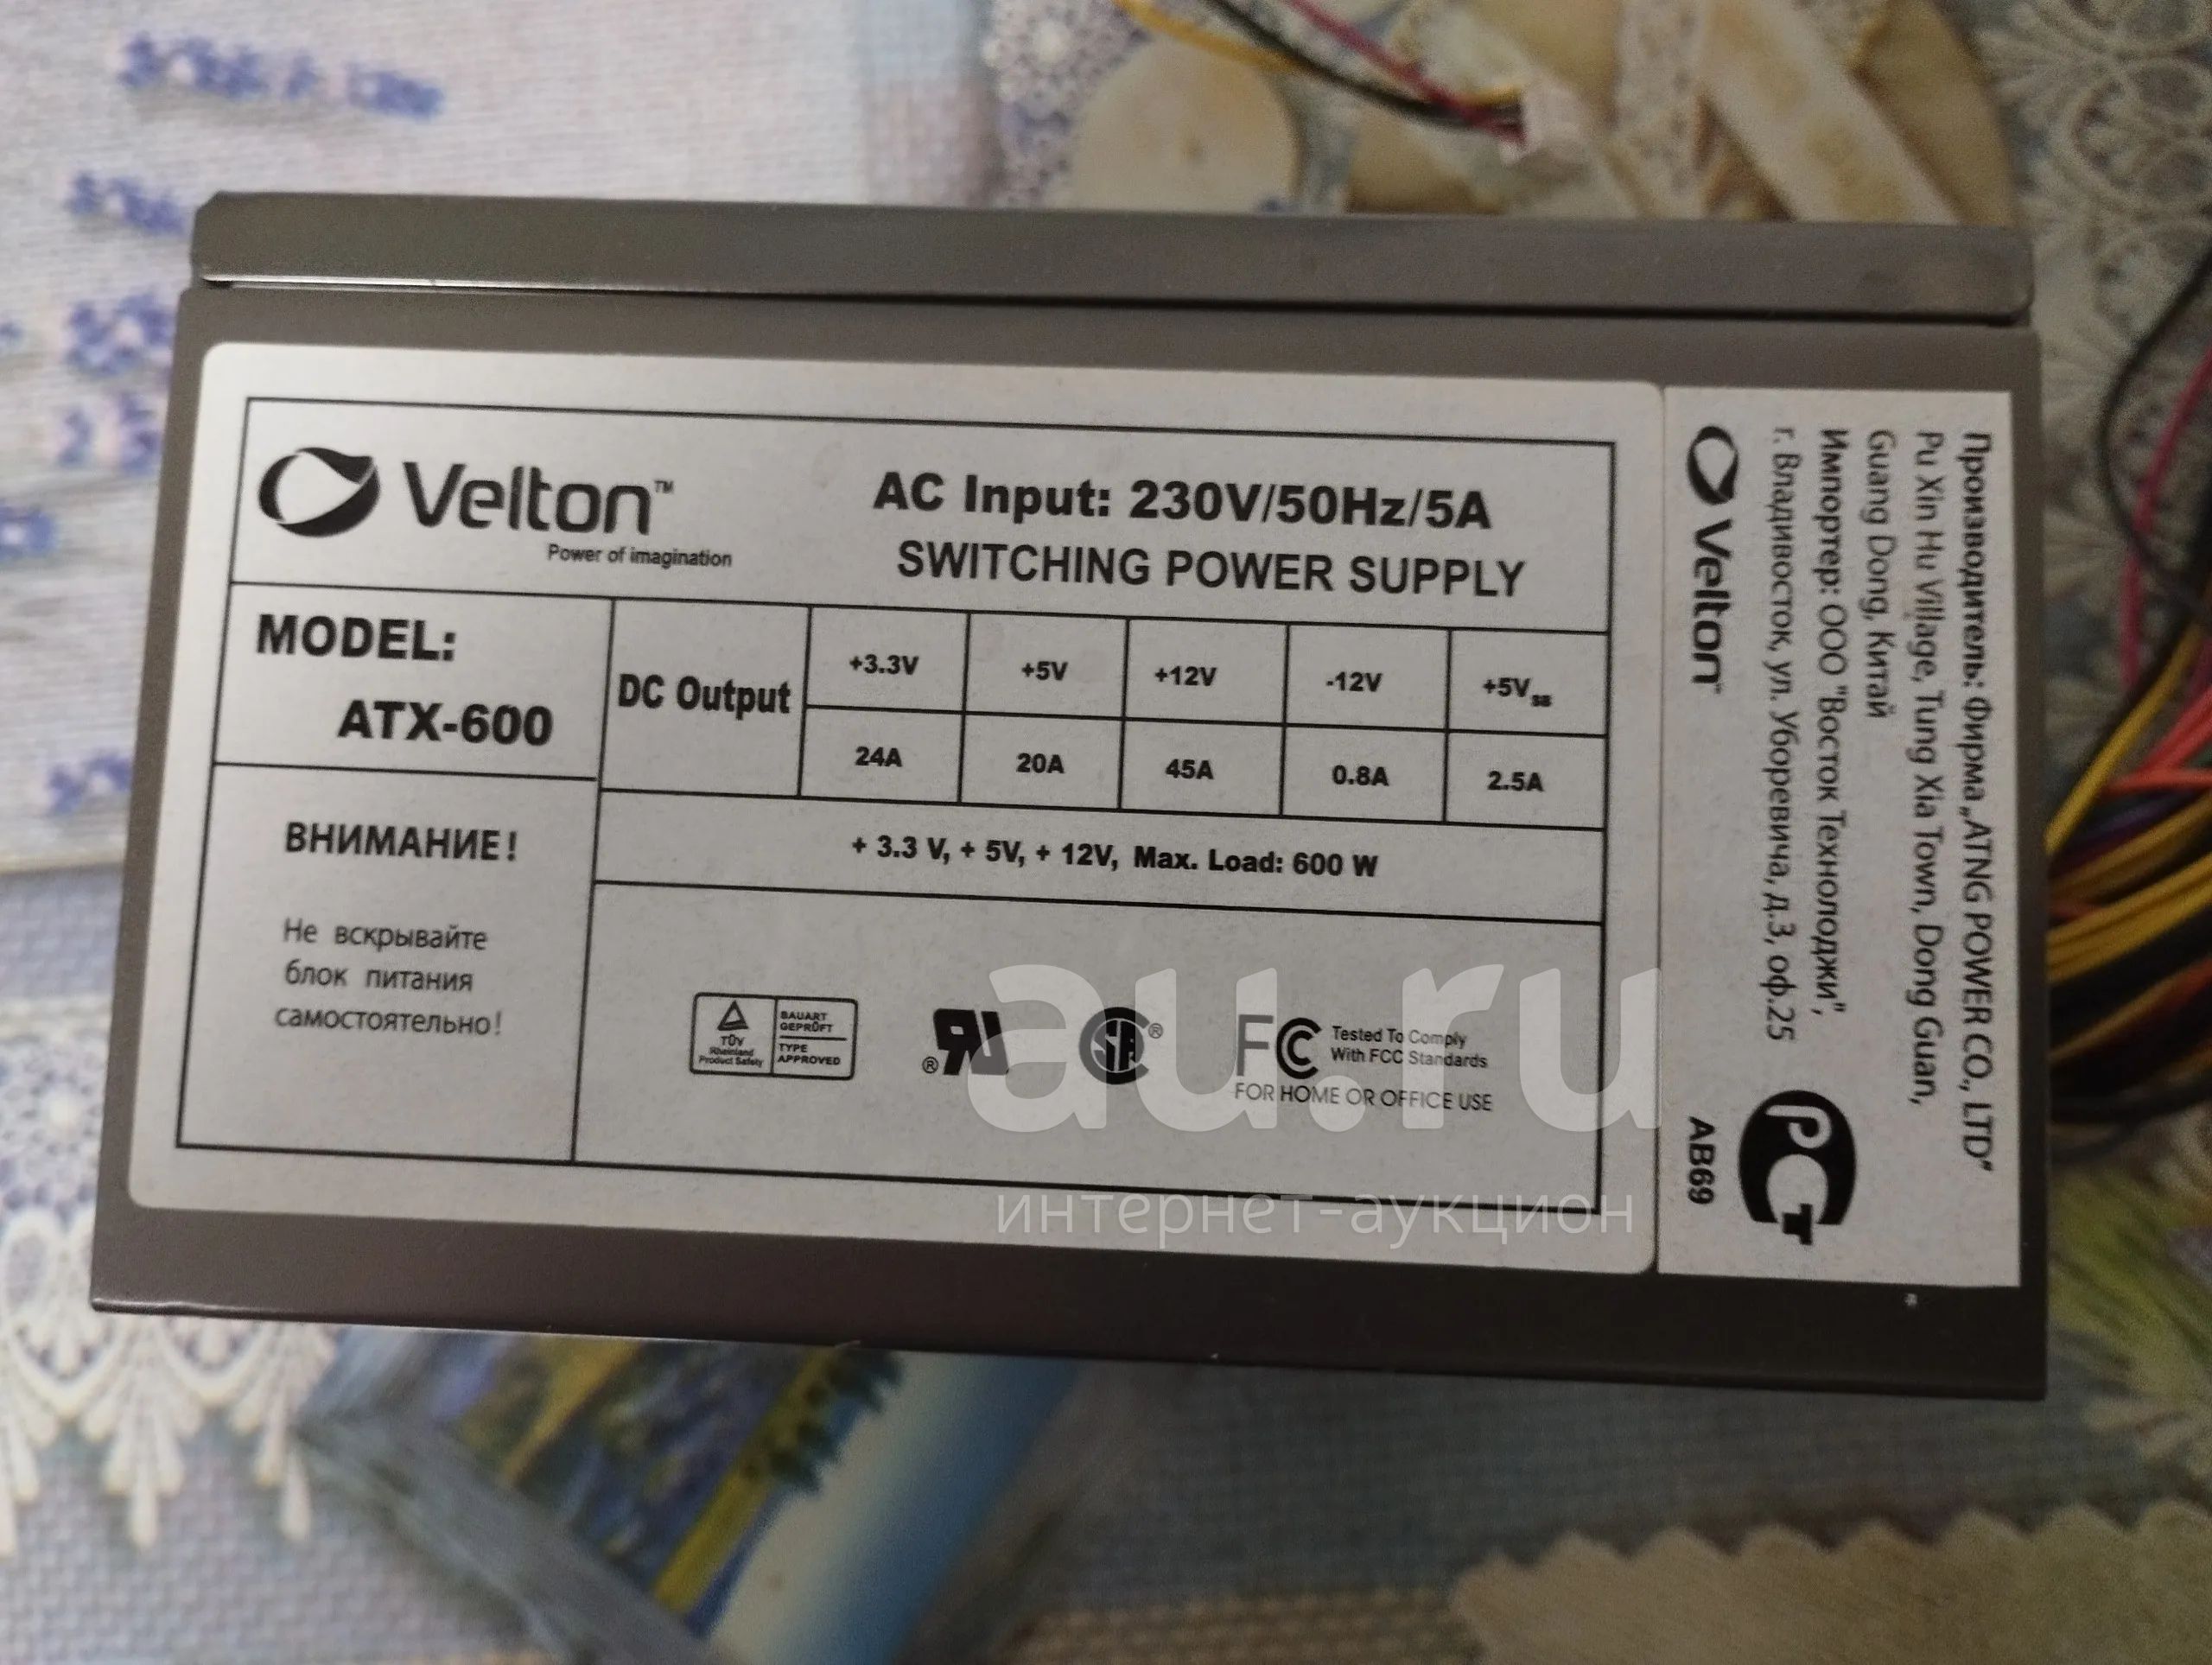 Velton™
Power of imagination
AC Input: 230V/50Hz/5A
SWITCHING POWER SUPPLY
MODEL:
ATX-600
DC Output
+3.3V +5V +12V -12V +5Vsb
24A 20A 45A 0.8A 2.5A
+ 3.3 V, + 5V, + 12V, Max. Load: 600 W
ВНИМАНИЕ!
Не вскрывайте
блок питания
самостоятельно!
TÜV
Rheinland
Product Safety
BAUART
GEPRÜFT
TYPE
APPROVED
FC Tested To Comply
With FCC Standards
FOR HOME OR OFFICE USE
Производитель: Фирма „ATNG POWER CO., LTD"
Pu Xin Hu Village, Tung Xia Town, Dong Guan,
Guang Dong, Китай
Импортер: ООО "Восток Технолоджи",
г. Владивосток, ул. Уборевича, д.3, оф.25
Velton™
РСТ
АВ69
au.ru
интернет-аукцион